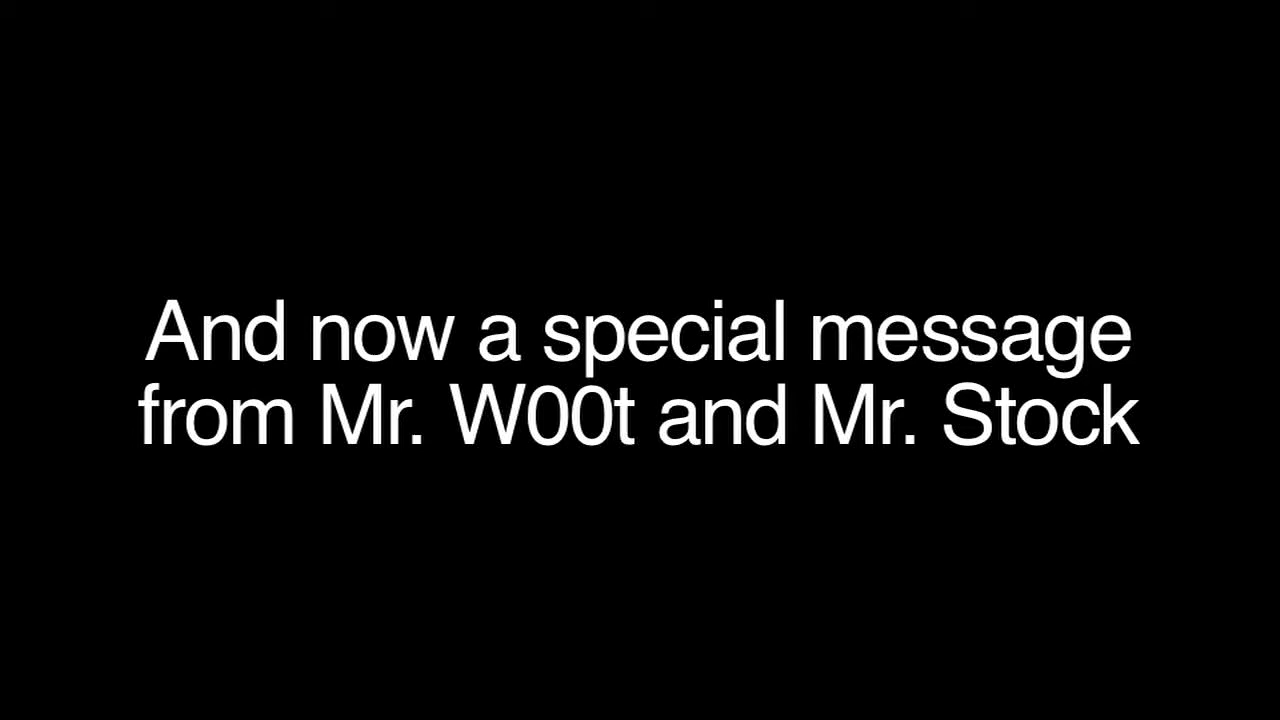 And now a special message
from Mr. W00t and Mr. Stock